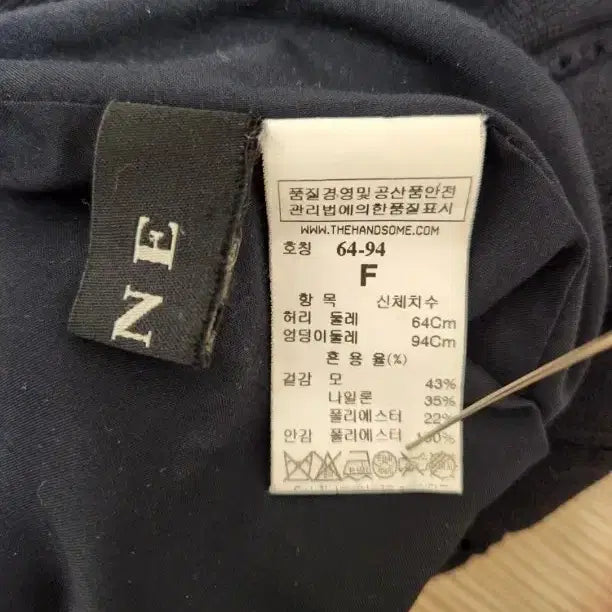 NE
품질경영및공산품안전
관리법에의한품질표시
WWW.THEHANDSOME.COM
호칭 64-94
F
항 목 신체치수
허리 둘레 64Cm
엉덩이둘레 94Cm
혼 용 율(%)
겉감 모 43%
나일론 35%
폴리에스터 22%
안감 폴리에스터